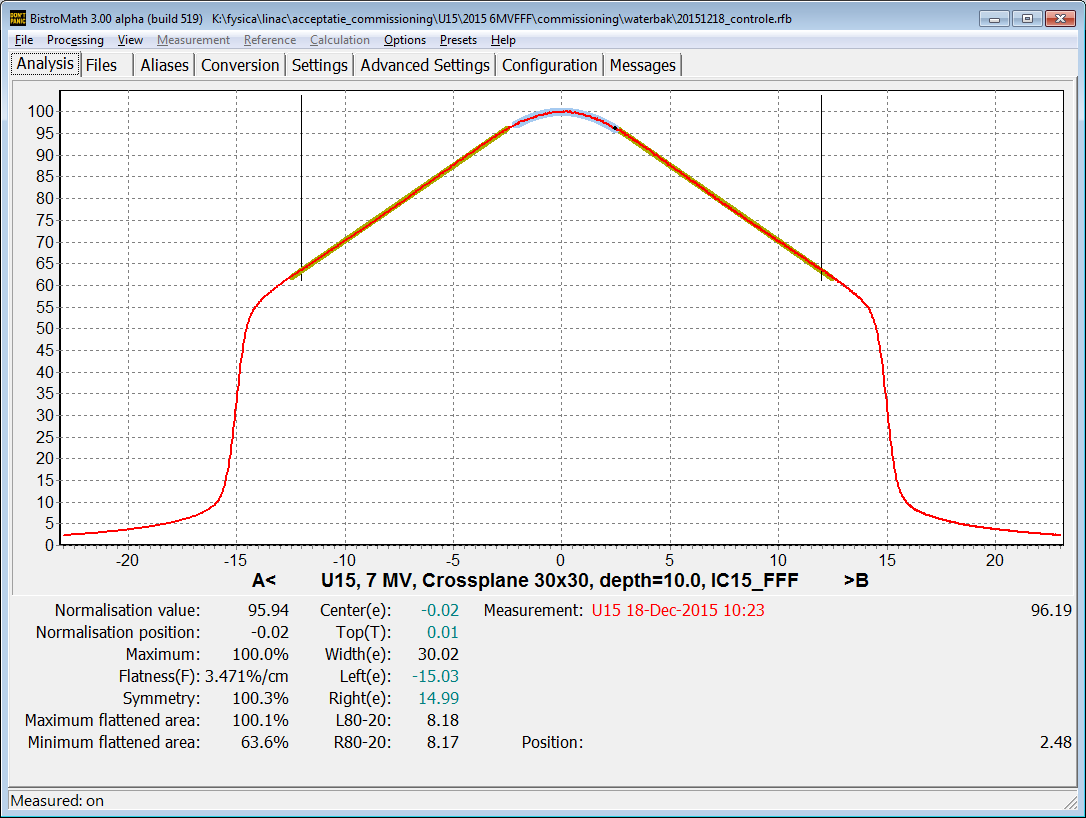 DON'T PANIC BistroMath 3.00 alpha (build 519) K:\fysica\linac\acceptatie_commissioning\U15\2015 6MVFFF\commissioning\waterbak\20151218_controle.rfb
File Processing View Measurement Reference Calculation Options Presets Help
Analysis Files Aliases Conversion Settings Advanced Settings Configuration Messages
100
95
90
85
80
75
70
65
60
55
50
45
40
35
30
25
20
15
10
5
0
-20 -15 -10 -5 0 5 10 15 20
A< U15, 7 MV, Crossplane 30x30, depth=10.0, IC15_FFF >B
Normalisation value: 95.94 Center(e): -0.02 Measurement: U15 18-Dec-2015 10:23 96.19
Normalisation position: -0.02 Top(T): 0.01
Maximum: 100.0% Width(e): 30.02
Flatness(F): 3.471%/cm Left(e): -15.03
Symmetry: 100.3% Right(e): 14.99
Maximum flattened area: 100.1% L80-20: 8.18
Minimum flattened area: 63.6% R80-20: 8.17 Position: 2.48
Measured: on